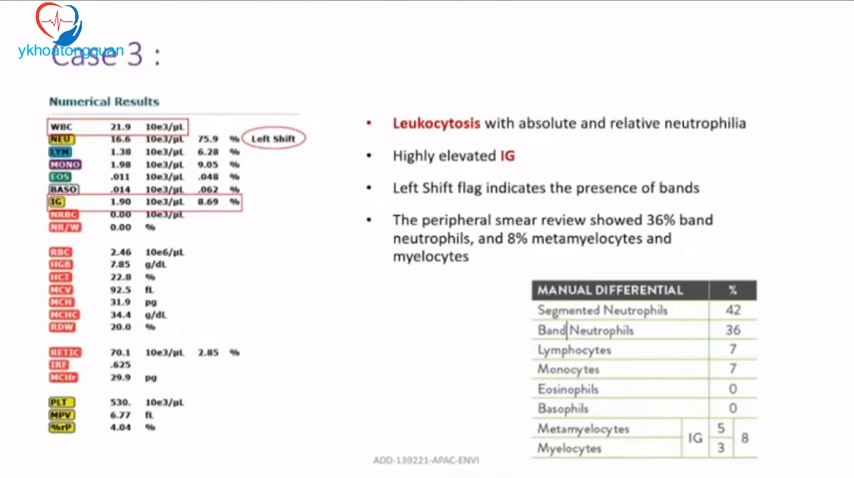 ykhoatongquan
Case 3 :
Numerical Results
WBC 21.9 10e3/µL
NEU 16.6 10e3/µL 75.9 % Left Shift
LYM 1.38 10e3/µL 6.28 %
MONO 1.98 10e3/µL 9.05 %
EOS .011 10e3/µL .048 %
BASO .014 10e3/µL .062 %
IG 1.90 10e3/µL 8.69 %
NRBC 0.00 10e3/µL
NR/W 0.00 %
RBC 2.46 10e6/µL
HGB 7.85 g/dL
HCT 22.8 %
MCV 92.5 fL
MCH 31.9 pg
MCHC 34.4 g/dL
RDW 20.0 %
RETIC 70.1 10e3/µL 2.85 %
IRF .625
MCHr 29.9 pg
PLT 530. 10e3/µL
MPV 6.77 fL
%rP 4.04 %
• Leukocytosis with absolute and relative neutrophilia
• Highly elevated IG
• Left Shift flag indicates the presence of bands
• The peripheral smear review showed 36% band
neutrophils, and 8% metamyelocytes and
myelocytes
MANUAL DIFFERENTIAL %
Segmented Neutrophils 42
Band Neutrophils 36
Lymphocytes 7
Monocytes 7
Eosinophils 0
Basophils 0
Metamyelocytes IG 5 8
Myelocytes 3
ADD-139221-APAC-ENVI